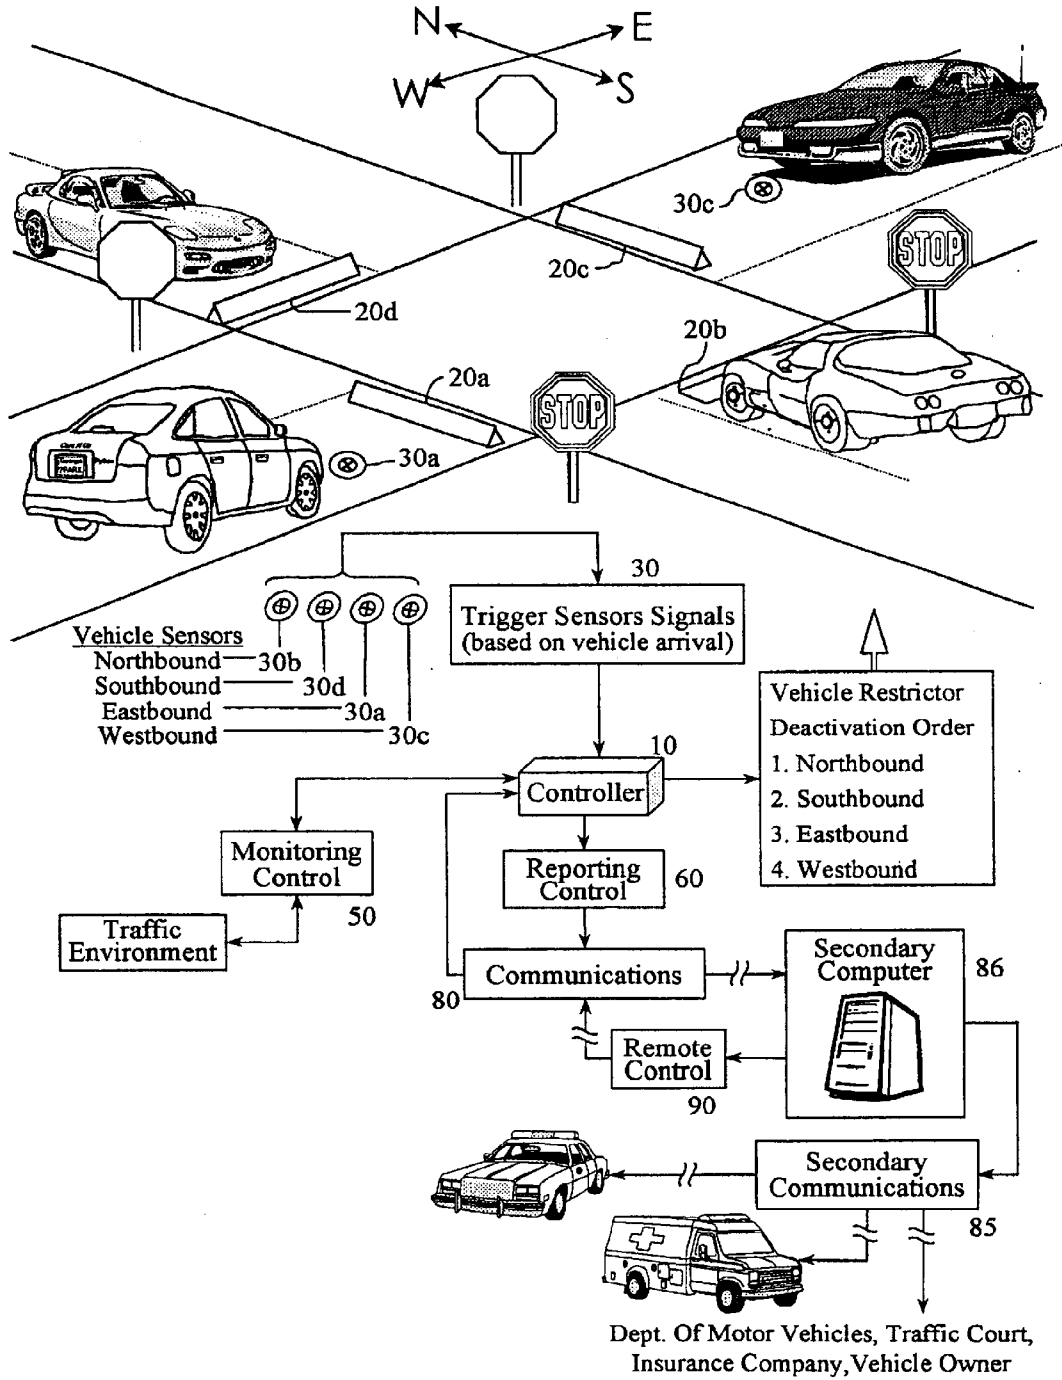 N
E
W
S
30c
20c
STOP
20d
20b
20a
STOP
30a
30
Trigger Sensors Signals
(based on vehicle arrival)
Vehicle Sensors
Northbound 30b
Southbound 30d
Eastbound 30a
Westbound 30c
Vehicle Restrictor
Deactivation Order
1. Northbound
2. Southbound
3. Eastbound
4. Westbound
10
Controller
Monitoring
Control
50
Reporting
Control
60
Traffic
Environment
Communications
80
Secondary
Computer
86
Remote
Control
90
Secondary
Communications
85
Dept. Of Motor Vehicles, Traffic Court,
Insurance Company, Vehicle Owner